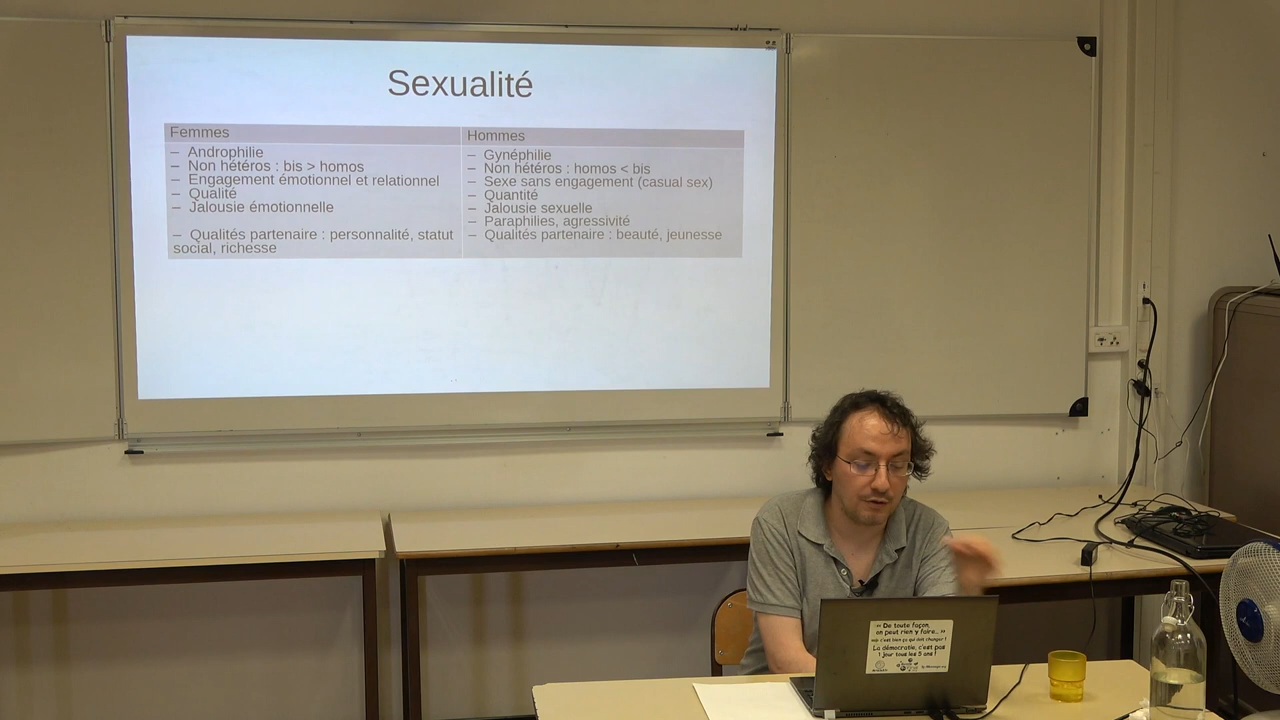 Sexualité
Femmes
– Androphilie
– Non hétéros : bis > homos
– Engagement émotionnel et relationnel
– Qualité
– Jalousie émotionnelle
– Qualités partenaire : personnalité, statut
social, richesse
Hommes
– Gynéphilie
– Non hétéros : homos < bis
– Sexe sans engagement (casual sex)
– Quantité
– Jalousie sexuelle
– Paraphilies, agressivité
– Qualités partenaire : beauté, jeunesse
« De toute façon,
on peut rien y faire... »
La démocratie, c'est pas
1 jour tous les 5 ans !